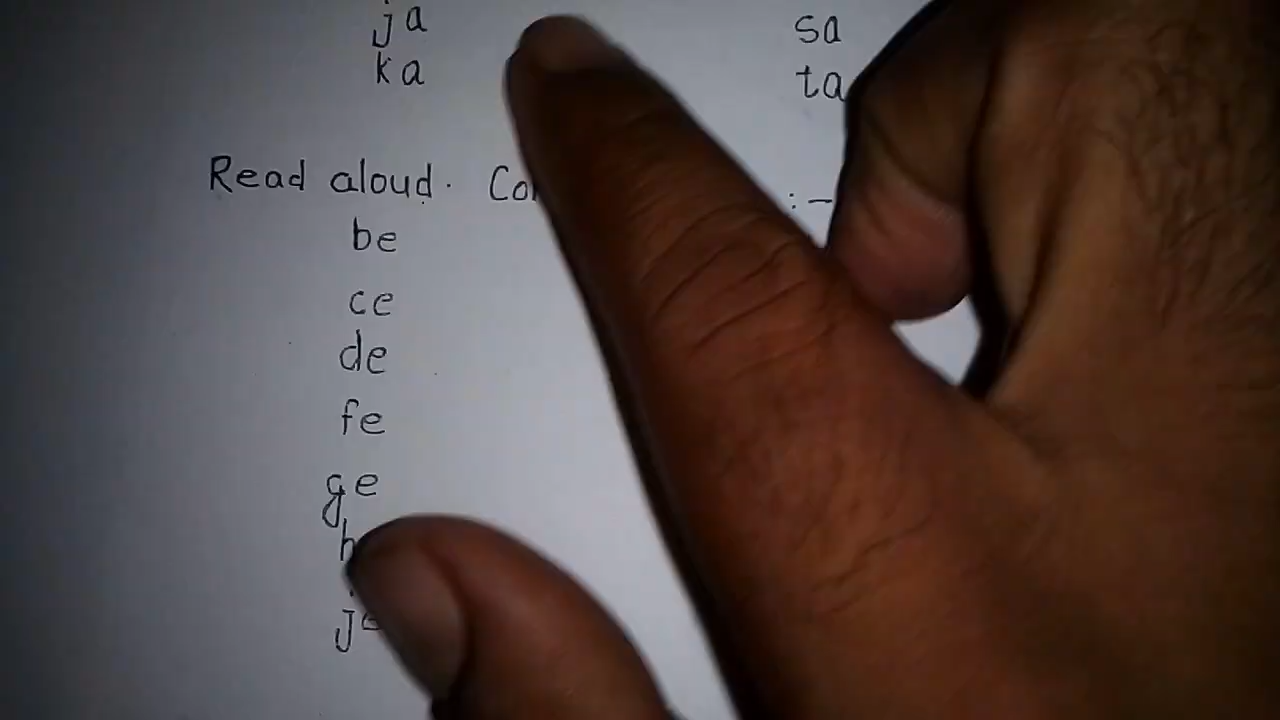 ja sa
ka ta
Read aloud. :-
be
ce
de
fe
ge